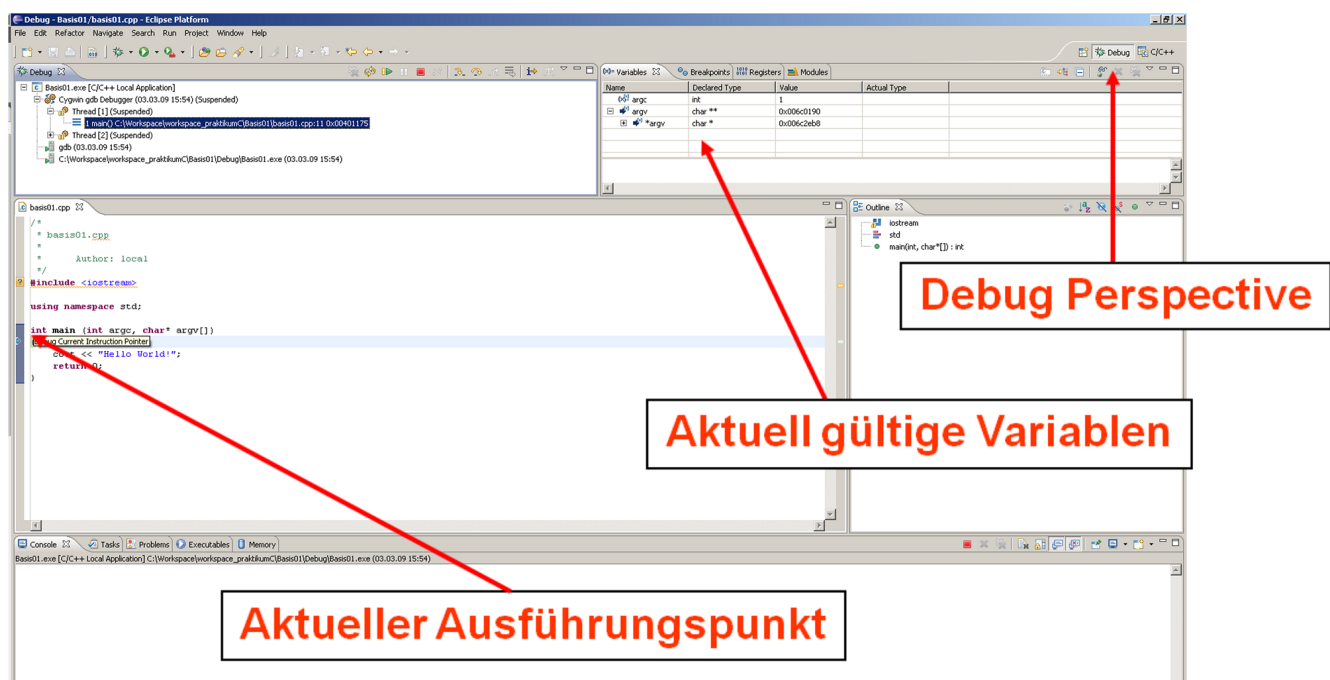 Debug - Basis01/basis01.cpp - Eclipse Platform
File Edit Refactor Navigate Search Run Project Window Help
Debug C/C++
Debug
Basis01.exe [C/C++ Local Application]
Cygwin gdb Debugger (03.03.09 15:54) (Suspended)
Thread [1] (Suspended)
1 main() C:\Workspace\workspace_praktikumC\Basis01\basis01.cpp:11 0x00401175
Thread [2] (Suspended)
gdb (03.03.09 15:54)
C:\Workspace\workspace_praktikumC\Basis01\Debug\Basis01.exe (03.03.09 15:54)
Variables Breakpoints Registers Modules
Name Declared Type Value Actual Type
argc int 1
argv char ** 0x006c0190
*argv char * 0x006c2eb8
basis01.cpp
/*
* basis01.cpp
*
* Author: local
*/
#include <iostream>
using namespace std;
int main (int argc, char* argv[])
Current Instruction Pointer
cout << "Hello World!";
return 0;
}
Outline
iostream
std
main(int, char*[]) : int
Debug Perspective
Aktuell gültige Variablen
Console Tasks Problems Executables Memory
Basis01.exe [C/C++ Local Application] C:\Workspace\workspace_praktikumC\Basis01\Debug\Basis01.exe (03.03.09 15:54)
Aktueller Ausführungspunkt